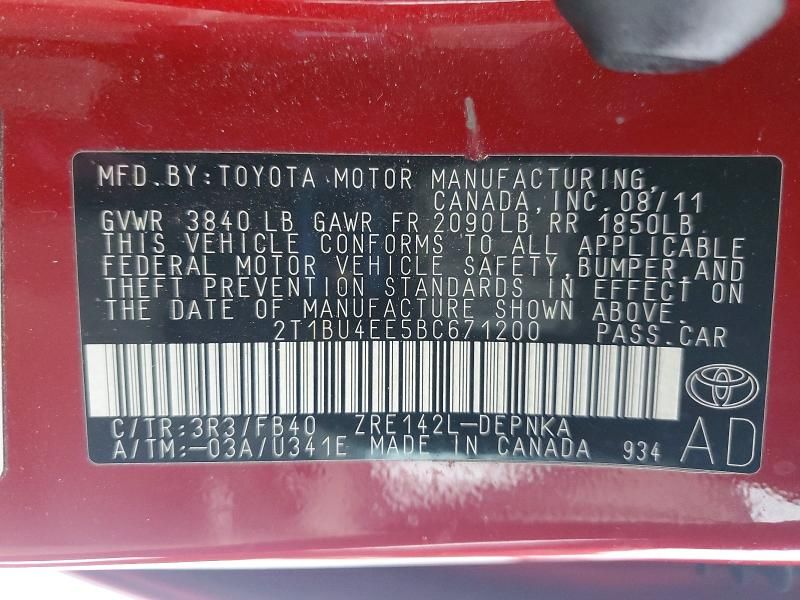 MFD.BY:TOYOTA MOTOR MANUFACTURING,
CANADA,INC.08/11
GVWR 3840 LB GAWR FR 2090LB RR 1850LB
THIS VEHICLE CONFORMS TO ALL APPLICABLE
FEDERAL MOTOR VEHICLE SAFETY,BUMPER,AND
THEFT PREVENTION STANDARDS IN EFFECT ON
THE DATE OF MANUFACTURE SHOWN ABOVE.
2T1BU4EE5BC671200 PASS.CAR
C/TR:3R3/FB40 ZRE142L-DEPNKA
A/TM:-03A/U341E MADE IN CANADA 934 AD